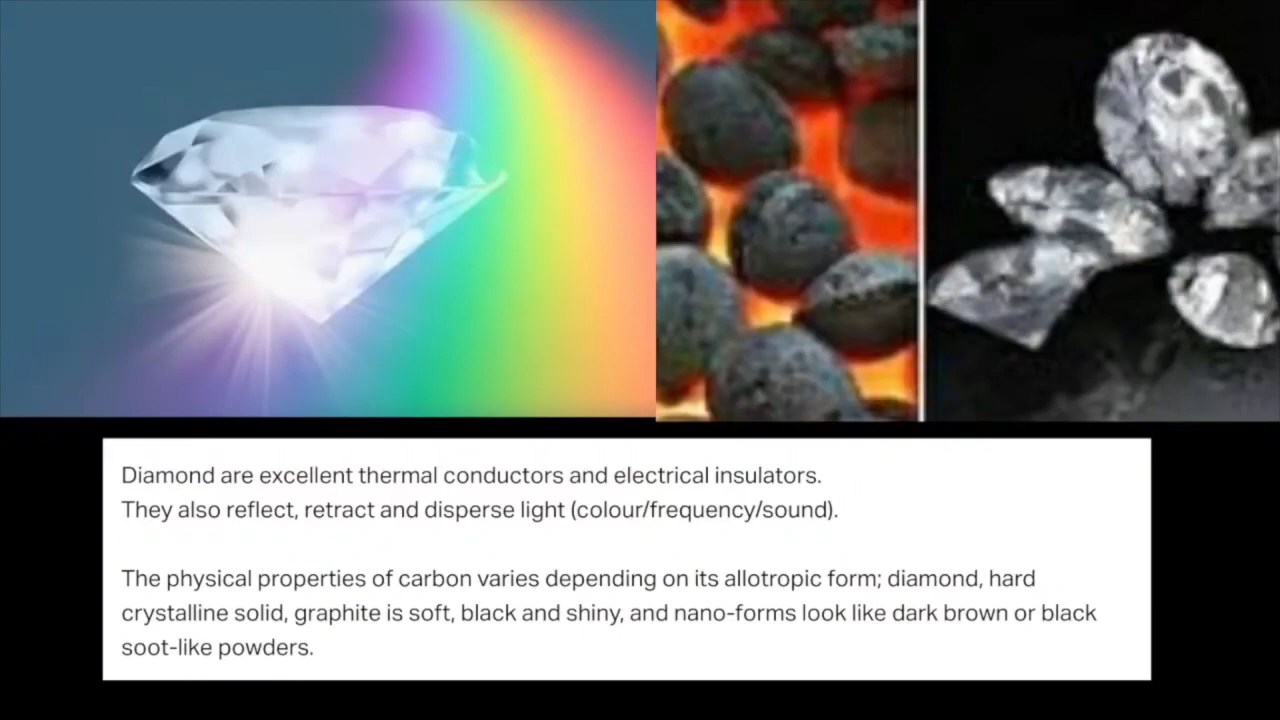 Diamond are excellent thermal conductors and electrical insulators.
They also reflect, retract and disperse light (colour/frequency/sound).
The physical properties of carbon varies depending on its allotropic form; diamond, hard
crystalline solid, graphite is soft, black and shiny, and nano-forms look like dark brown or black
soot-like powders.